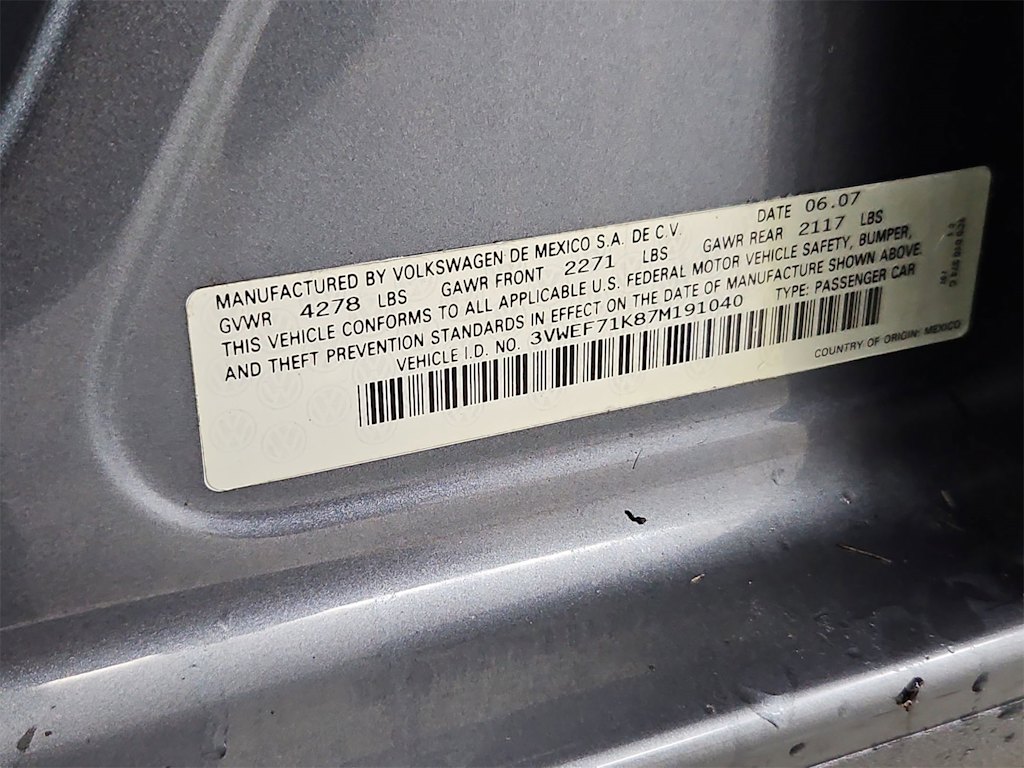 MANUFACTURED BY VOLKSWAGEN DE MEXICO S.A. DE C.V. DATE 06.07
GVWR 4278 LBS GAWR FRONT 2271 LBS GAWR REAR 2117 LBS
THIS VEHICLE CONFORMS TO ALL APPLICABLE U.S. FEDERAL MOTOR VEHICLE SAFETY, BUMPER,
AND THEFT PREVENTION STANDARDS IN EFFECT ON THE DATE OF MANUFACTURE SHOWN ABOVE.
VEHICLE I.D. NO. 3VWEF71K87M191040 TYPE: PASSENGER CAR
COUNTRY OF ORIGIN: MEXICO